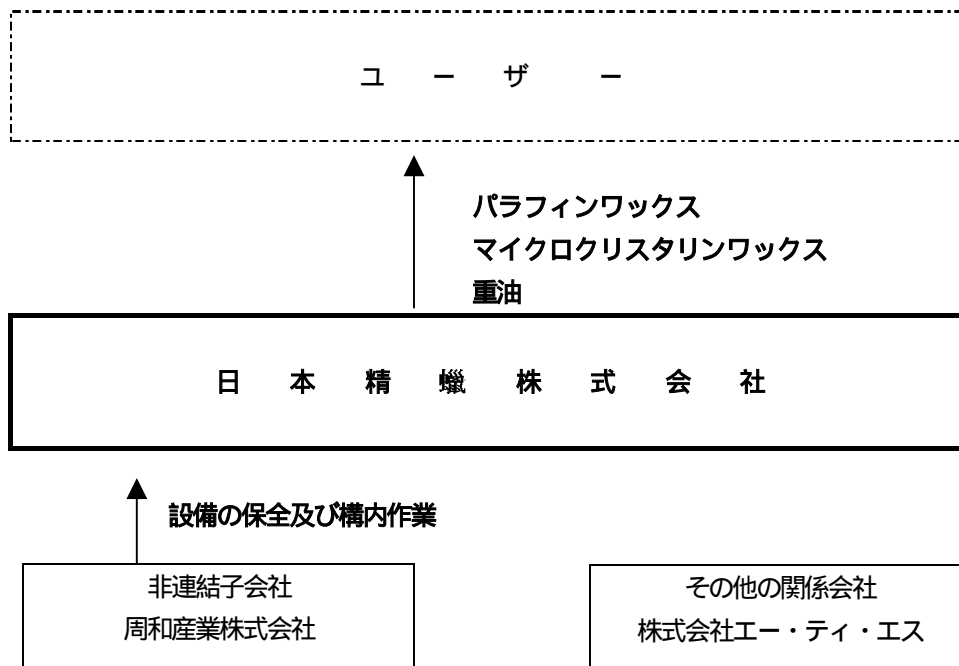 ユーザー
パラフィンワックス
マイクロクリスタリンワックス
重油
日本精蠟株式会社
設備の保全及び構内作業
非連結子会社
周和産業株式会社
その他の関係会社
株式会社エー・ティ・エス